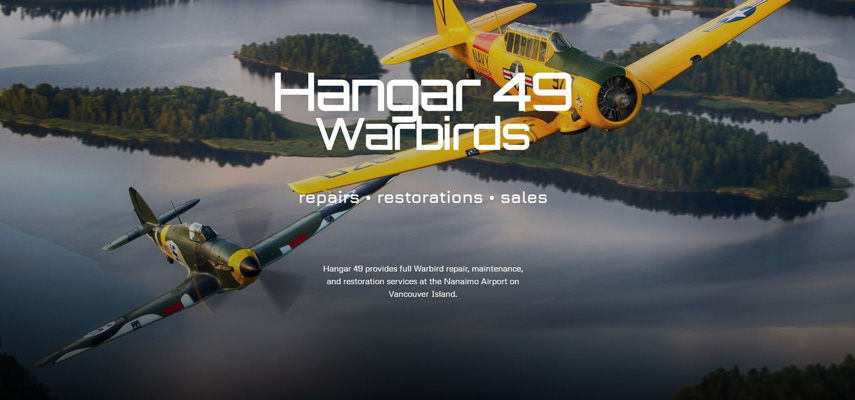 Hangar 49
Warbirds
repairs • restorations • sales
Hangar 49 provides full Warbird repair, maintenance,
and restoration services at the Nanaimo Airport on
Vancouver Island.
NAVY